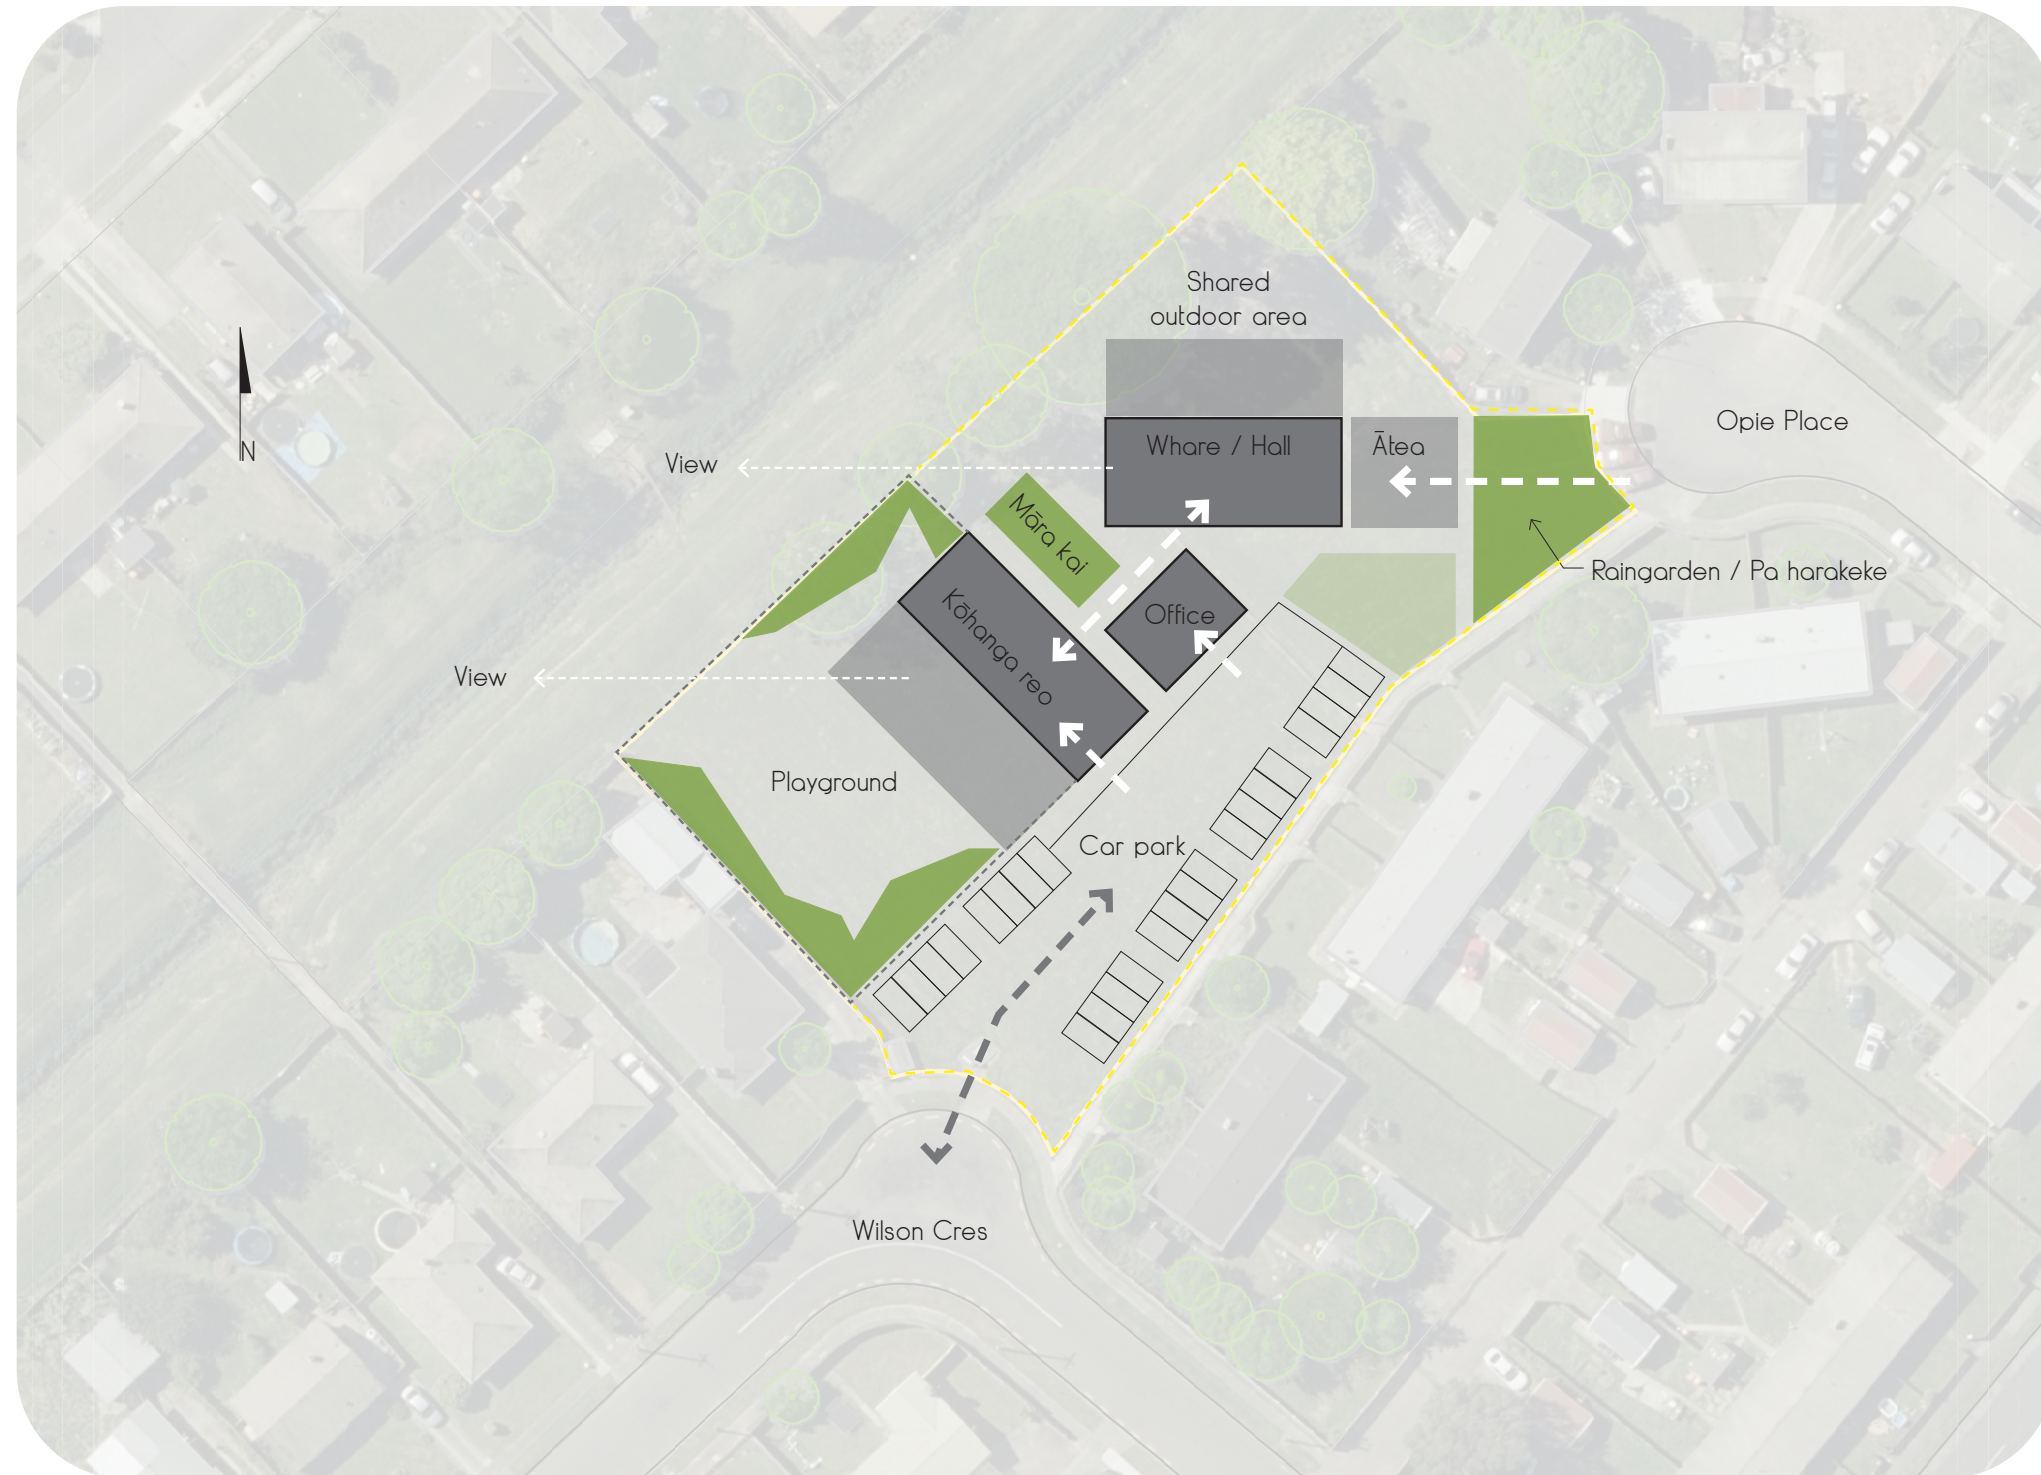 Shared
outdoor area
Opie Place
Whare / Hall
Ātea
View
N
Māra kai
Raingarden / Pa harakeke
Kōhanga reo
Office
View
Playground
Car park
Wilson Cres